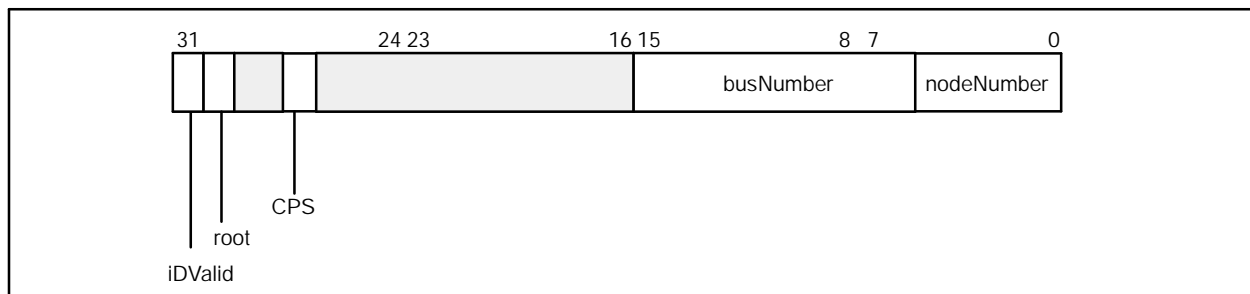 31 24 23 16 15 8 7 0
busNumber nodeNumber
CPS
root
iDValid